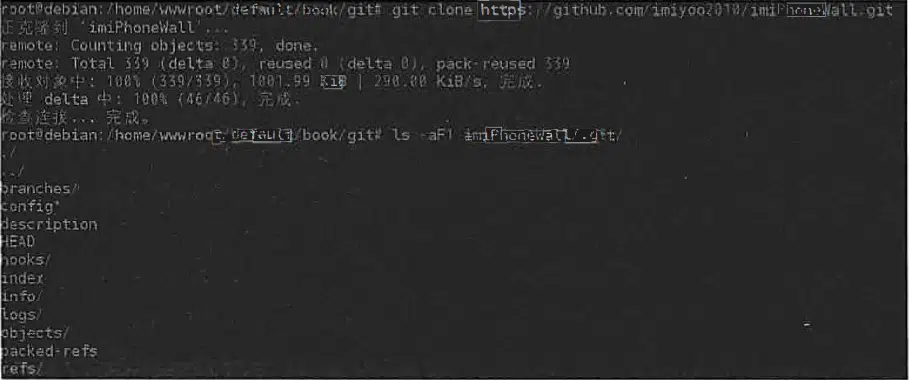 root@debian:/home/wwwroot/default/book/git# git clone https://github.com/imiyoo2010/imiPhoneWall.git
正克隆到 'imiPhoneWall'...
remote: Counting objects: 339, done.
remote: Total 339 (delta 0), reused 0 (delta 0), pack-reused 339
接收对象中: 100% (339/339), 1001.99 KiB | 290.00 KiB/s, 完成.
处理 delta 中: 100% (46/46), 完成.
检查连接... 完成。
root@debian:/home/wwwroot/default/book/git# ls -aF1 imiPhoneWall/.git/
./
../
branches/
config*
description
HEAD
hooks/
index
info/
logs/
objects/
packed-refs
refs/